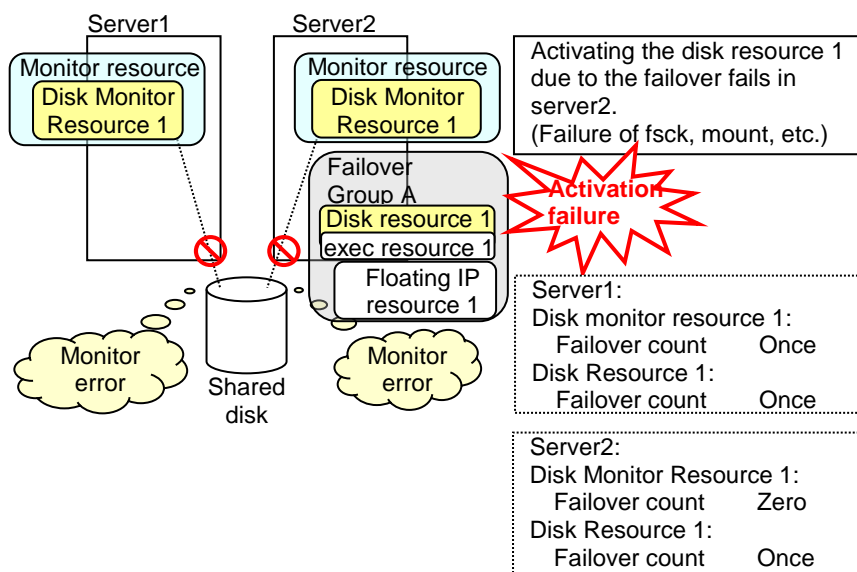 Server1
Server2
Monitor resource
Disk Monitor
Resource 1
Monitor resource
Disk Monitor
Resource 1
Activating the disk resource 1
due to the failover fails in
server2.
(Failure of fsck, mount, etc.)
Failover
Group A
Disk resource 1
exec resource 1
Floating IP
resource 1
Activation
failure
Monitor
error
Shared
disk
Monitor
error
Server1:
Disk monitor resource 1:
Failover count Once
Disk Resource 1:
Failover count Once
Server2:
Disk Monitor Resource 1:
Failover count Zero
Disk Resource 1:
Failover count Once